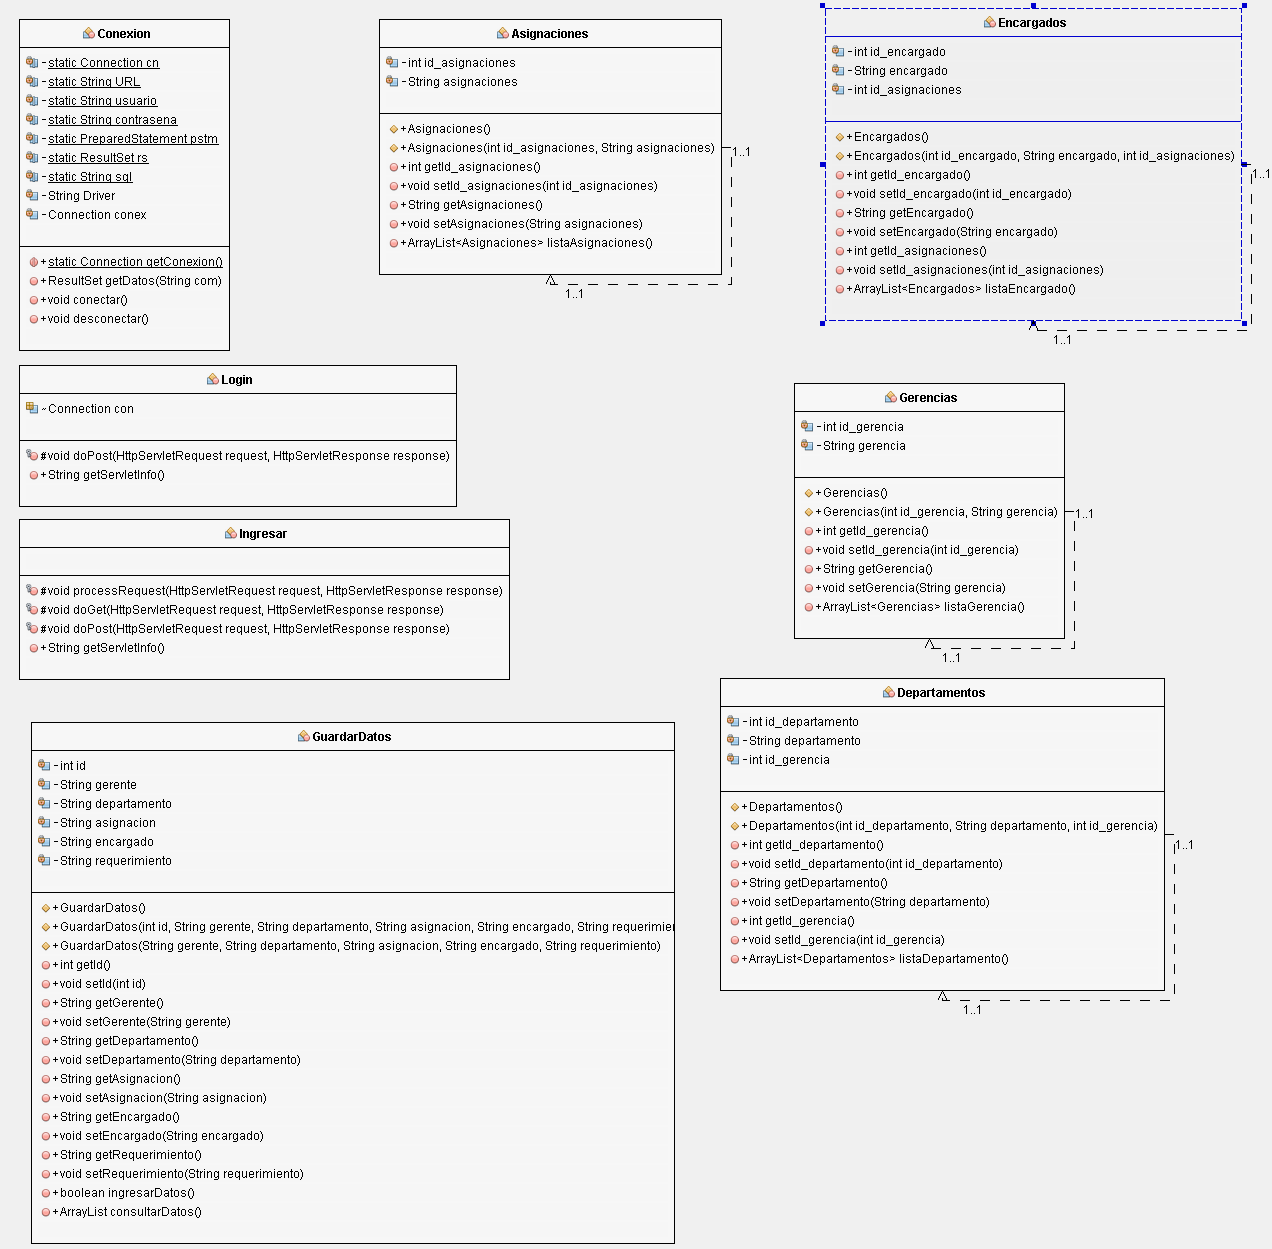 Conexion
-static Connection cn
-static String URL
-static String usuario
-static String contrasena
-static PreparedStatement pstm
-static ResultSet rs
-static String sql
-String Driver
-Connection conex
+static Connection getConexion()
+ResultSet getDatos(String com)
+void conectar()
+void desconectar()
Asignaciones
-int id_asignaciones
-String asignaciones
+Asignaciones()
+Asignaciones(int id_asignaciones, String asignaciones)
+int getId_asignaciones()
+void setId_asignaciones(int id_asignaciones)
+String getAsignaciones()
+void setAsignaciones(String asignaciones)
+ArrayList<Asignaciones> listaAsignaciones()
1..1
1..1
Encargados
-int id_encargado
-String encargado
-int id_asignaciones
+Encargados()
+Encargados(int id_encargado, String encargado, int id_asignaciones)
+int getId_encargado()
+void setId_encargado(int id_encargado)
+String getEncargado()
+void setEncargado(String encargado)
+int getId_asignaciones()
+void setId_asignaciones(int id_asignaciones)
+ArrayList<Encargados> listaEncargado()
1..1
1..1
Login
~Connection con
#void doPost(HttpServletRequest request, HttpServletResponse response)
+String getServletInfo()
Gerencias
-int id_gerencia
-String gerencia
+Gerencias()
+Gerencias(int id_gerencia, String gerencia)
+int getId_gerencia()
+void setId_gerencia(int id_gerencia)
+String getGerencia()
+void setGerencia(String gerencia)
+ArrayList<Gerencias> listaGerencia()
1..1
1..1
Ingresar
#void processRequest(HttpServletRequest request, HttpServletResponse response)
#void doGet(HttpServletRequest request, HttpServletResponse response)
#void doPost(HttpServletRequest request, HttpServletResponse response)
+String getServletInfo()
Departamentos
-int id_departamento
-String departamento
-int id_gerencia
+Departamentos()
+Departamentos(int id_departamento, String departamento, int id_gerencia)
+int getId_departamento()
+void setId_departamento(int id_departamento)
+String getDepartamento()
+void setDepartamento(String departamento)
+int getId_gerencia()
+void setId_gerencia(int id_gerencia)
+ArrayList<Departamentos> listaDepartamento()
1..1
1..1
GuardarDatos
-int id
-String gerente
-String departamento
-String asignacion
-String encargado
-String requerimiento
+GuardarDatos()
+GuardarDatos(int id, String gerente, String departamento, String asignacion, String encargado, String requerimie
+GuardarDatos(String gerente, String departamento, String asignacion, String encargado, String requerimiento)
+int getId()
+void setId(int id)
+String getGerente()
+void setGerente(String gerente)
+String getDepartamento()
+void setDepartamento(String departamento)
+String getAsignacion()
+void setAsignacion(String asignacion)
+String getEncargado()
+void setEncargado(String encargado)
+String getRequerimiento()
+void setRequerimiento(String requerimiento)
+boolean ingresarDatos()
+ArrayList consultarDatos()